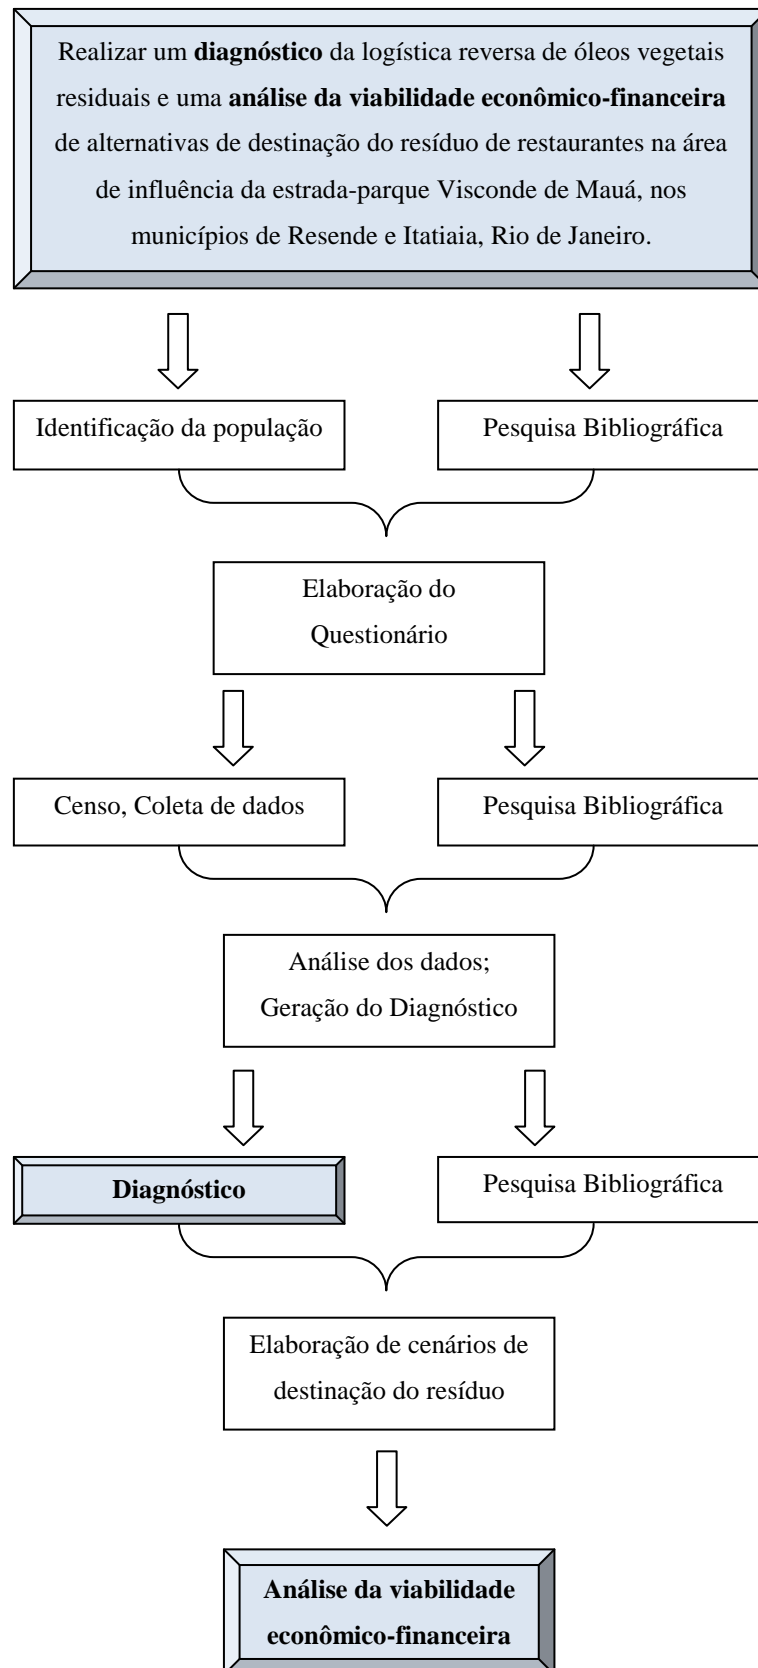 Realizar um diagnóstico da logística reversa de óleos vegetais
residuais e uma análise da viabilidade econômico-financeira
de alternativas de destinação do resíduo de restaurantes na área
de influência da estrada-parque Visconde de Mauá, nos
municípios de Resende e Itatiaia, Rio de Janeiro.
Identificação da população
Pesquisa Bibliográfica
Elaboração do
Questionário
Censo, Coleta de dados
Pesquisa Bibliográfica
Análise dos dados;
Geração do Diagnóstico
Diagnóstico
Pesquisa Bibliográfica
Elaboração de cenários de
destinação do resíduo
Análise da viabilidade
econômico-financeira